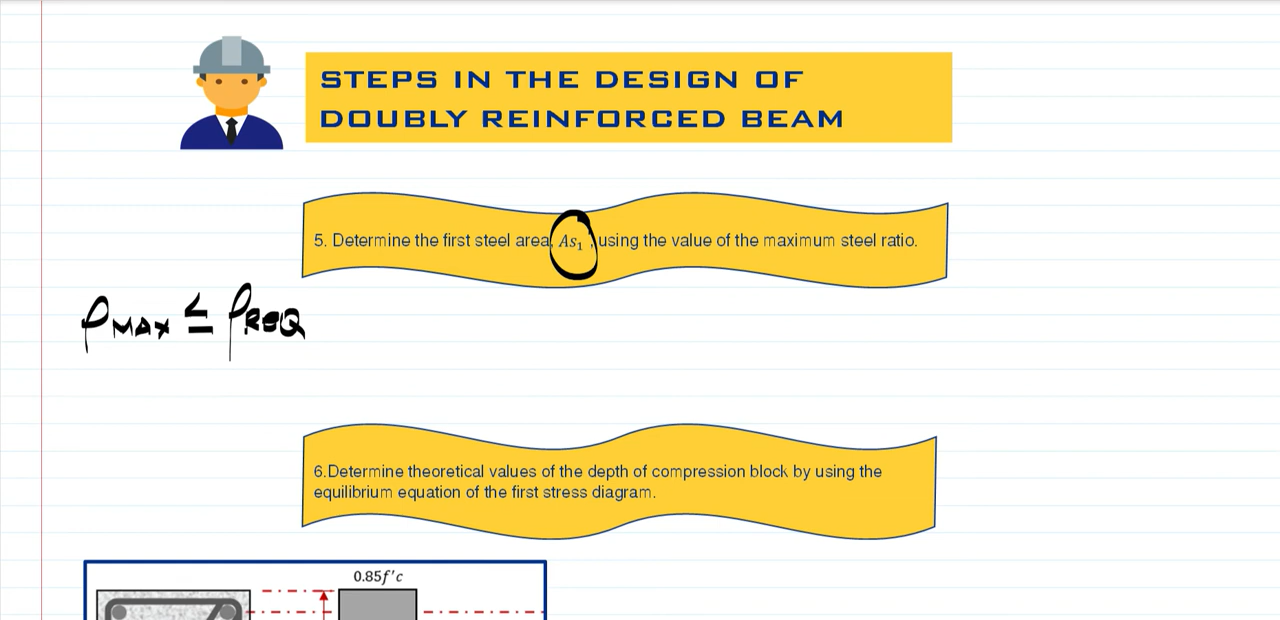 STEPS IN THE DESIGN OF
DOUBLY REINFORCED BEAM
5. Determine the first steel area, As₁ , using the value of the maximum steel ratio.
ρMAX ≤ ρREQ
6.Determine theoretical values of the depth of compression block by using the
equilibrium equation of the first stress diagram.
0.85f'c